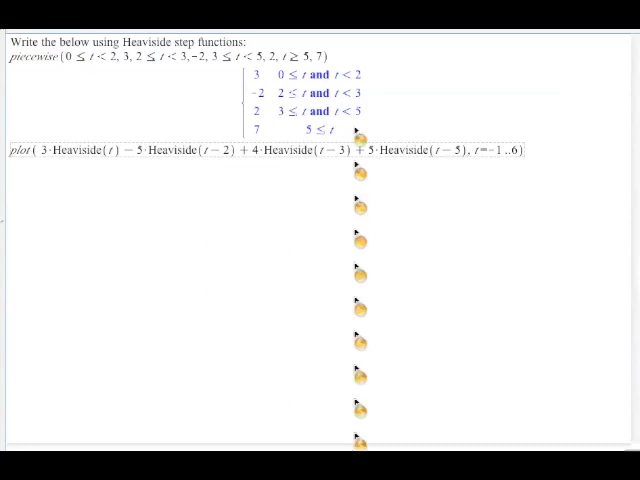 Write the below using Heaviside step functions:
piecewise(0 ≤ t < 2, 3, 2 ≤ t < 3, -2, 3 ≤ t < 5, 2, t ≥ 5, 7)
3 0 ≤ t and t < 2
-2 2 ≤ t and t < 3
2 3 ≤ t and t < 5
7 5 ≤ t
plot( 3·Heaviside(t) − 5·Heaviside(t − 2) + 4·Heaviside(t − 3) + 5·Heaviside(t − 5), t=−1 ..6)